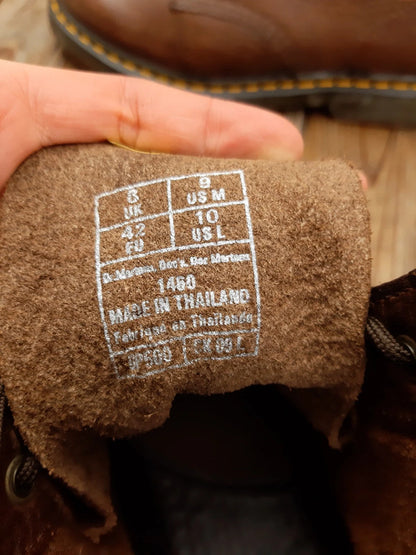 8 UK 9 US M
42 EU 10 US L
Dr. Martens, Doc's, Doc Martens
1460
MADE IN THAILAND
Fabriqué en Thaïlande